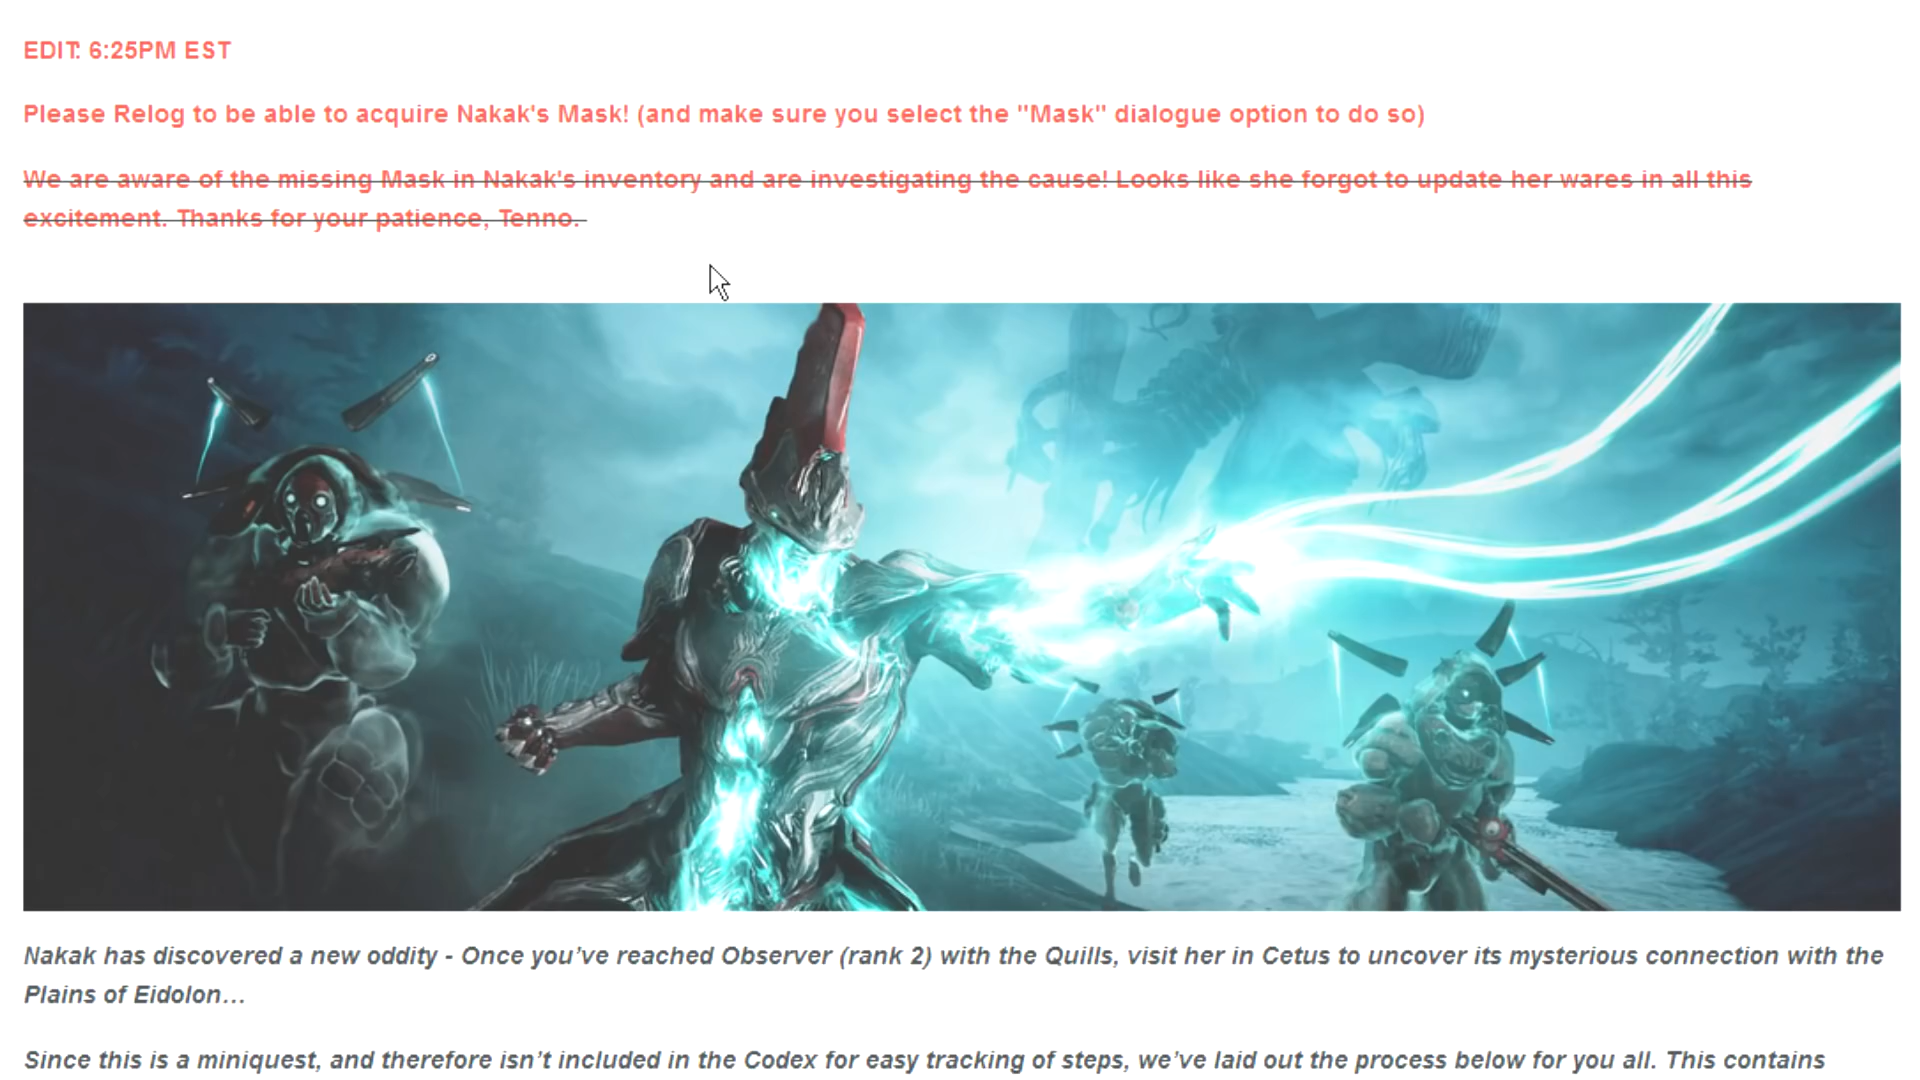 EDIT: 6:25PM EST
Please Relog to be able to acquire Nakak's Mask! (and make sure you select the "Mask" dialogue option to do so)
We are aware of the missing Mask in Nakak's inventory and are investigating the cause! Looks like she forgot to update her wares in all this
excitement. Thanks for your patience, Tenno.
Nakak has discovered a new oddity - Once you’ve reached Observer (rank 2) with the Quills, visit her in Cetus to uncover its mysterious connection with the
Plains of Eidolon…
Since this is a miniquest, and therefore isn’t included in the Codex for easy tracking of steps, we’ve laid out the process below for you all. This contains